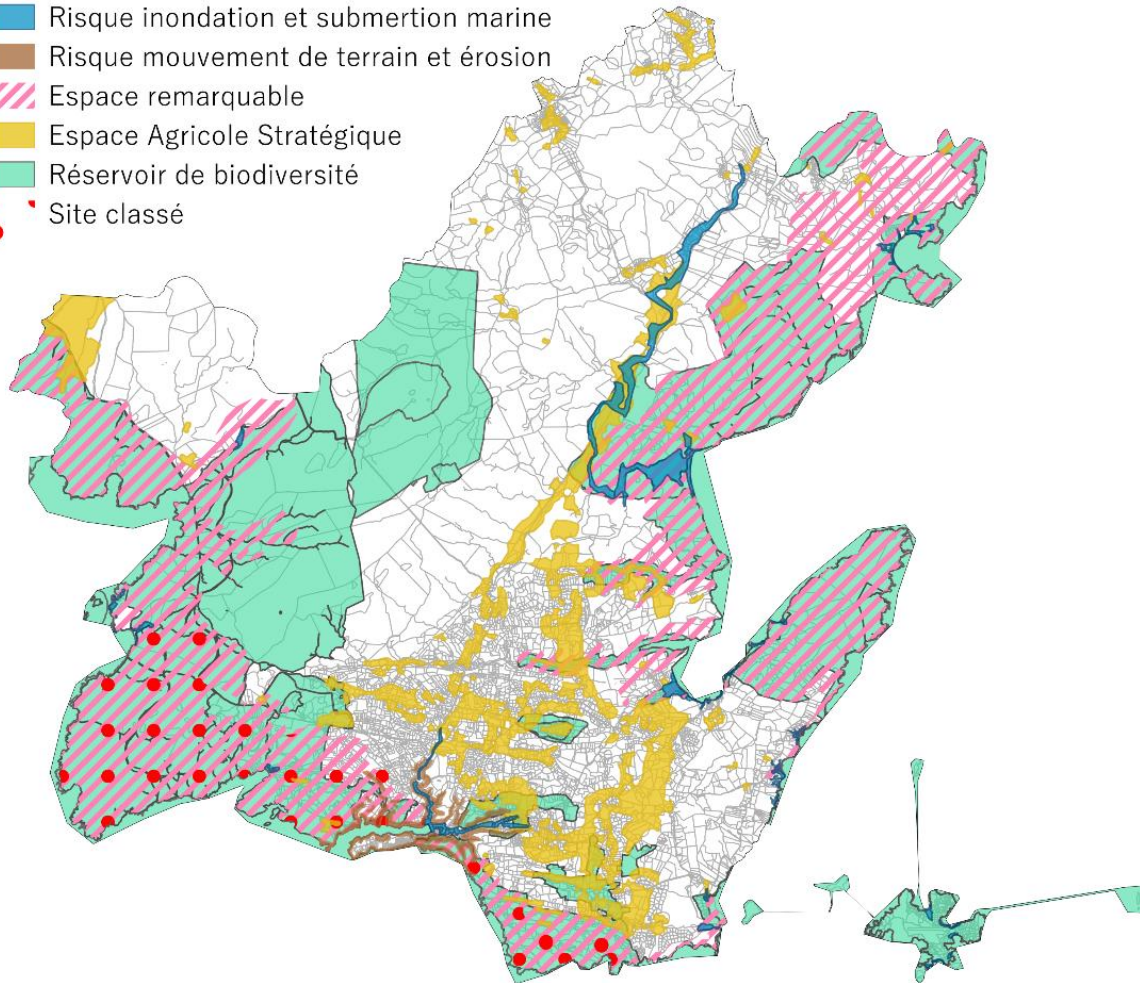 Risque inondation et submertion marine
Risque mouvement de terrain et érosion
Espace remarquable
Espace Agricole Stratégique
Réservoir de biodiversité
Site classé